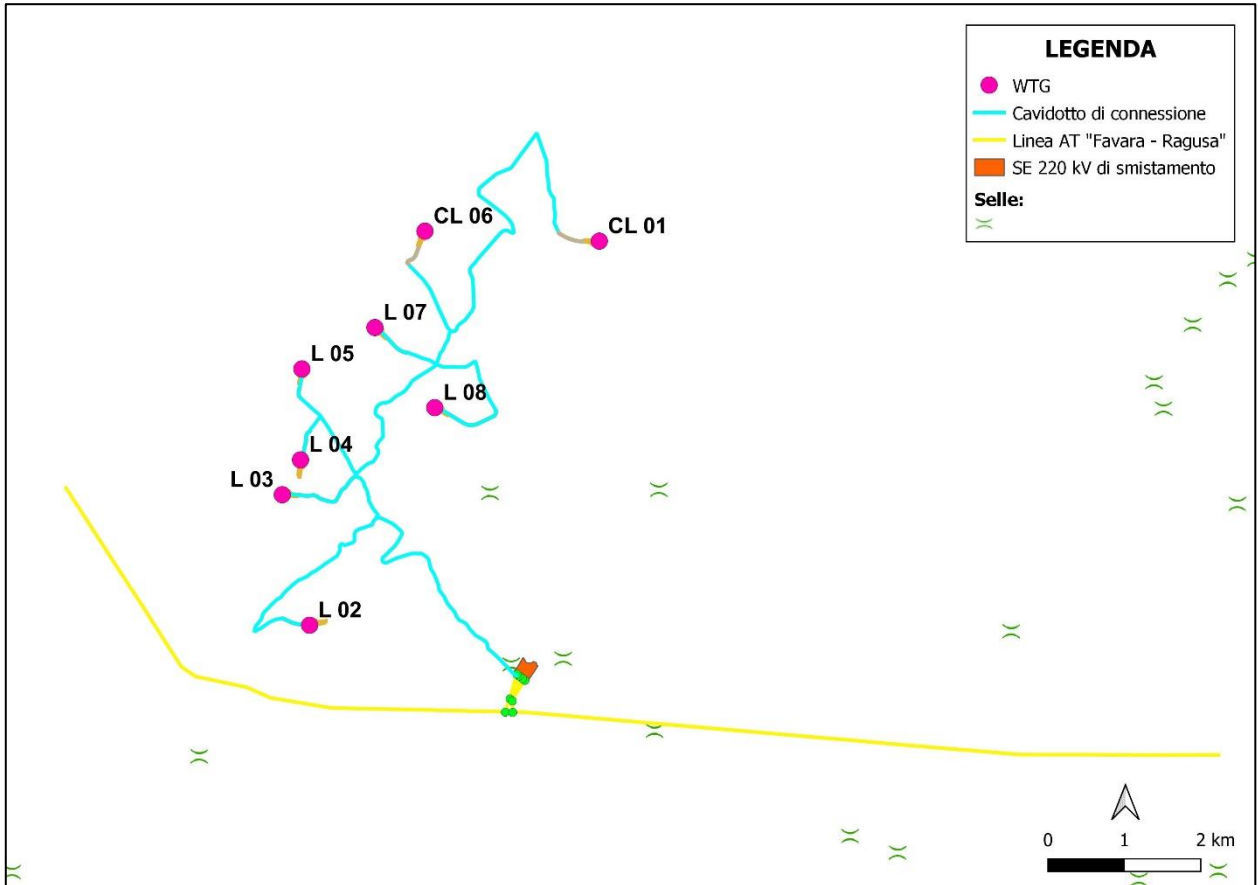 LEGENDA
WTG
Cavidotto di connessione
Linea AT "Favara - Ragusa"
SE 220 kV di smistamento
Selle:
CL 06
CL 01
L 07
L 05
L 08
L 04
L 03
L 02
0 1 2 km